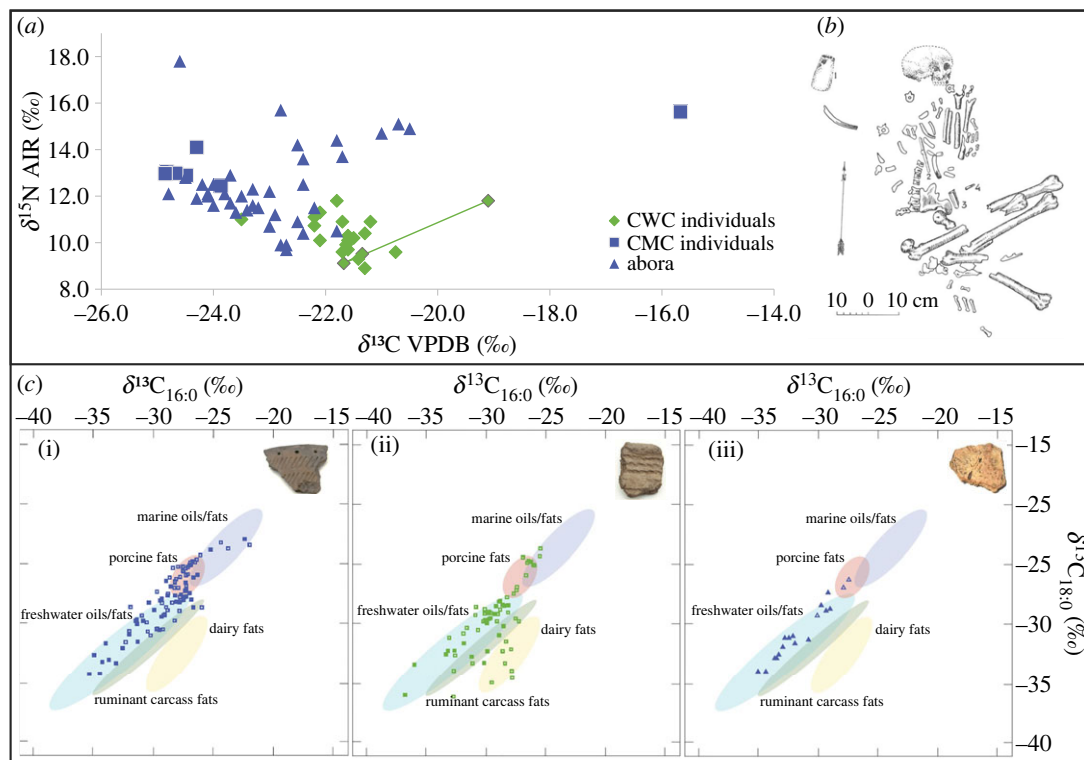 (a)
18.0
16.0
14.0
12.0
10.0
8.0
δ¹⁵N AIR (‰)
−26.0 −24.0 −22.0 −20.0 −18.0 −16.0 −14.0
δ¹³C VPDB (‰)
CWC individuals
CMC individuals
abora
(b)
10 0 10 cm
(c)
δ¹³C₁₆:₀ (‰) δ¹³C₁₆:₀ (‰) δ¹³C₁₆:₀ (‰)
−40 −35 −30 −25 −20 −15 −40 −35 −30 −25 −20 −15 −40 −35 −30 −25 −20 −15
(i)
marine oils/fats
porcine fats
freshwater oils/fats
dairy fats
ruminant carcass fats
(ii)
marine oils/fats
porcine fats
freshwater oils/fats
dairy fats
ruminant carcass fats
(iii)
marine oils/fats
porcine fats
freshwater oils/fats
dairy fats
ruminant carcass fats
−15
−20
−25
−30
−35
−40
δ¹³C₁₈:₀ (‰)